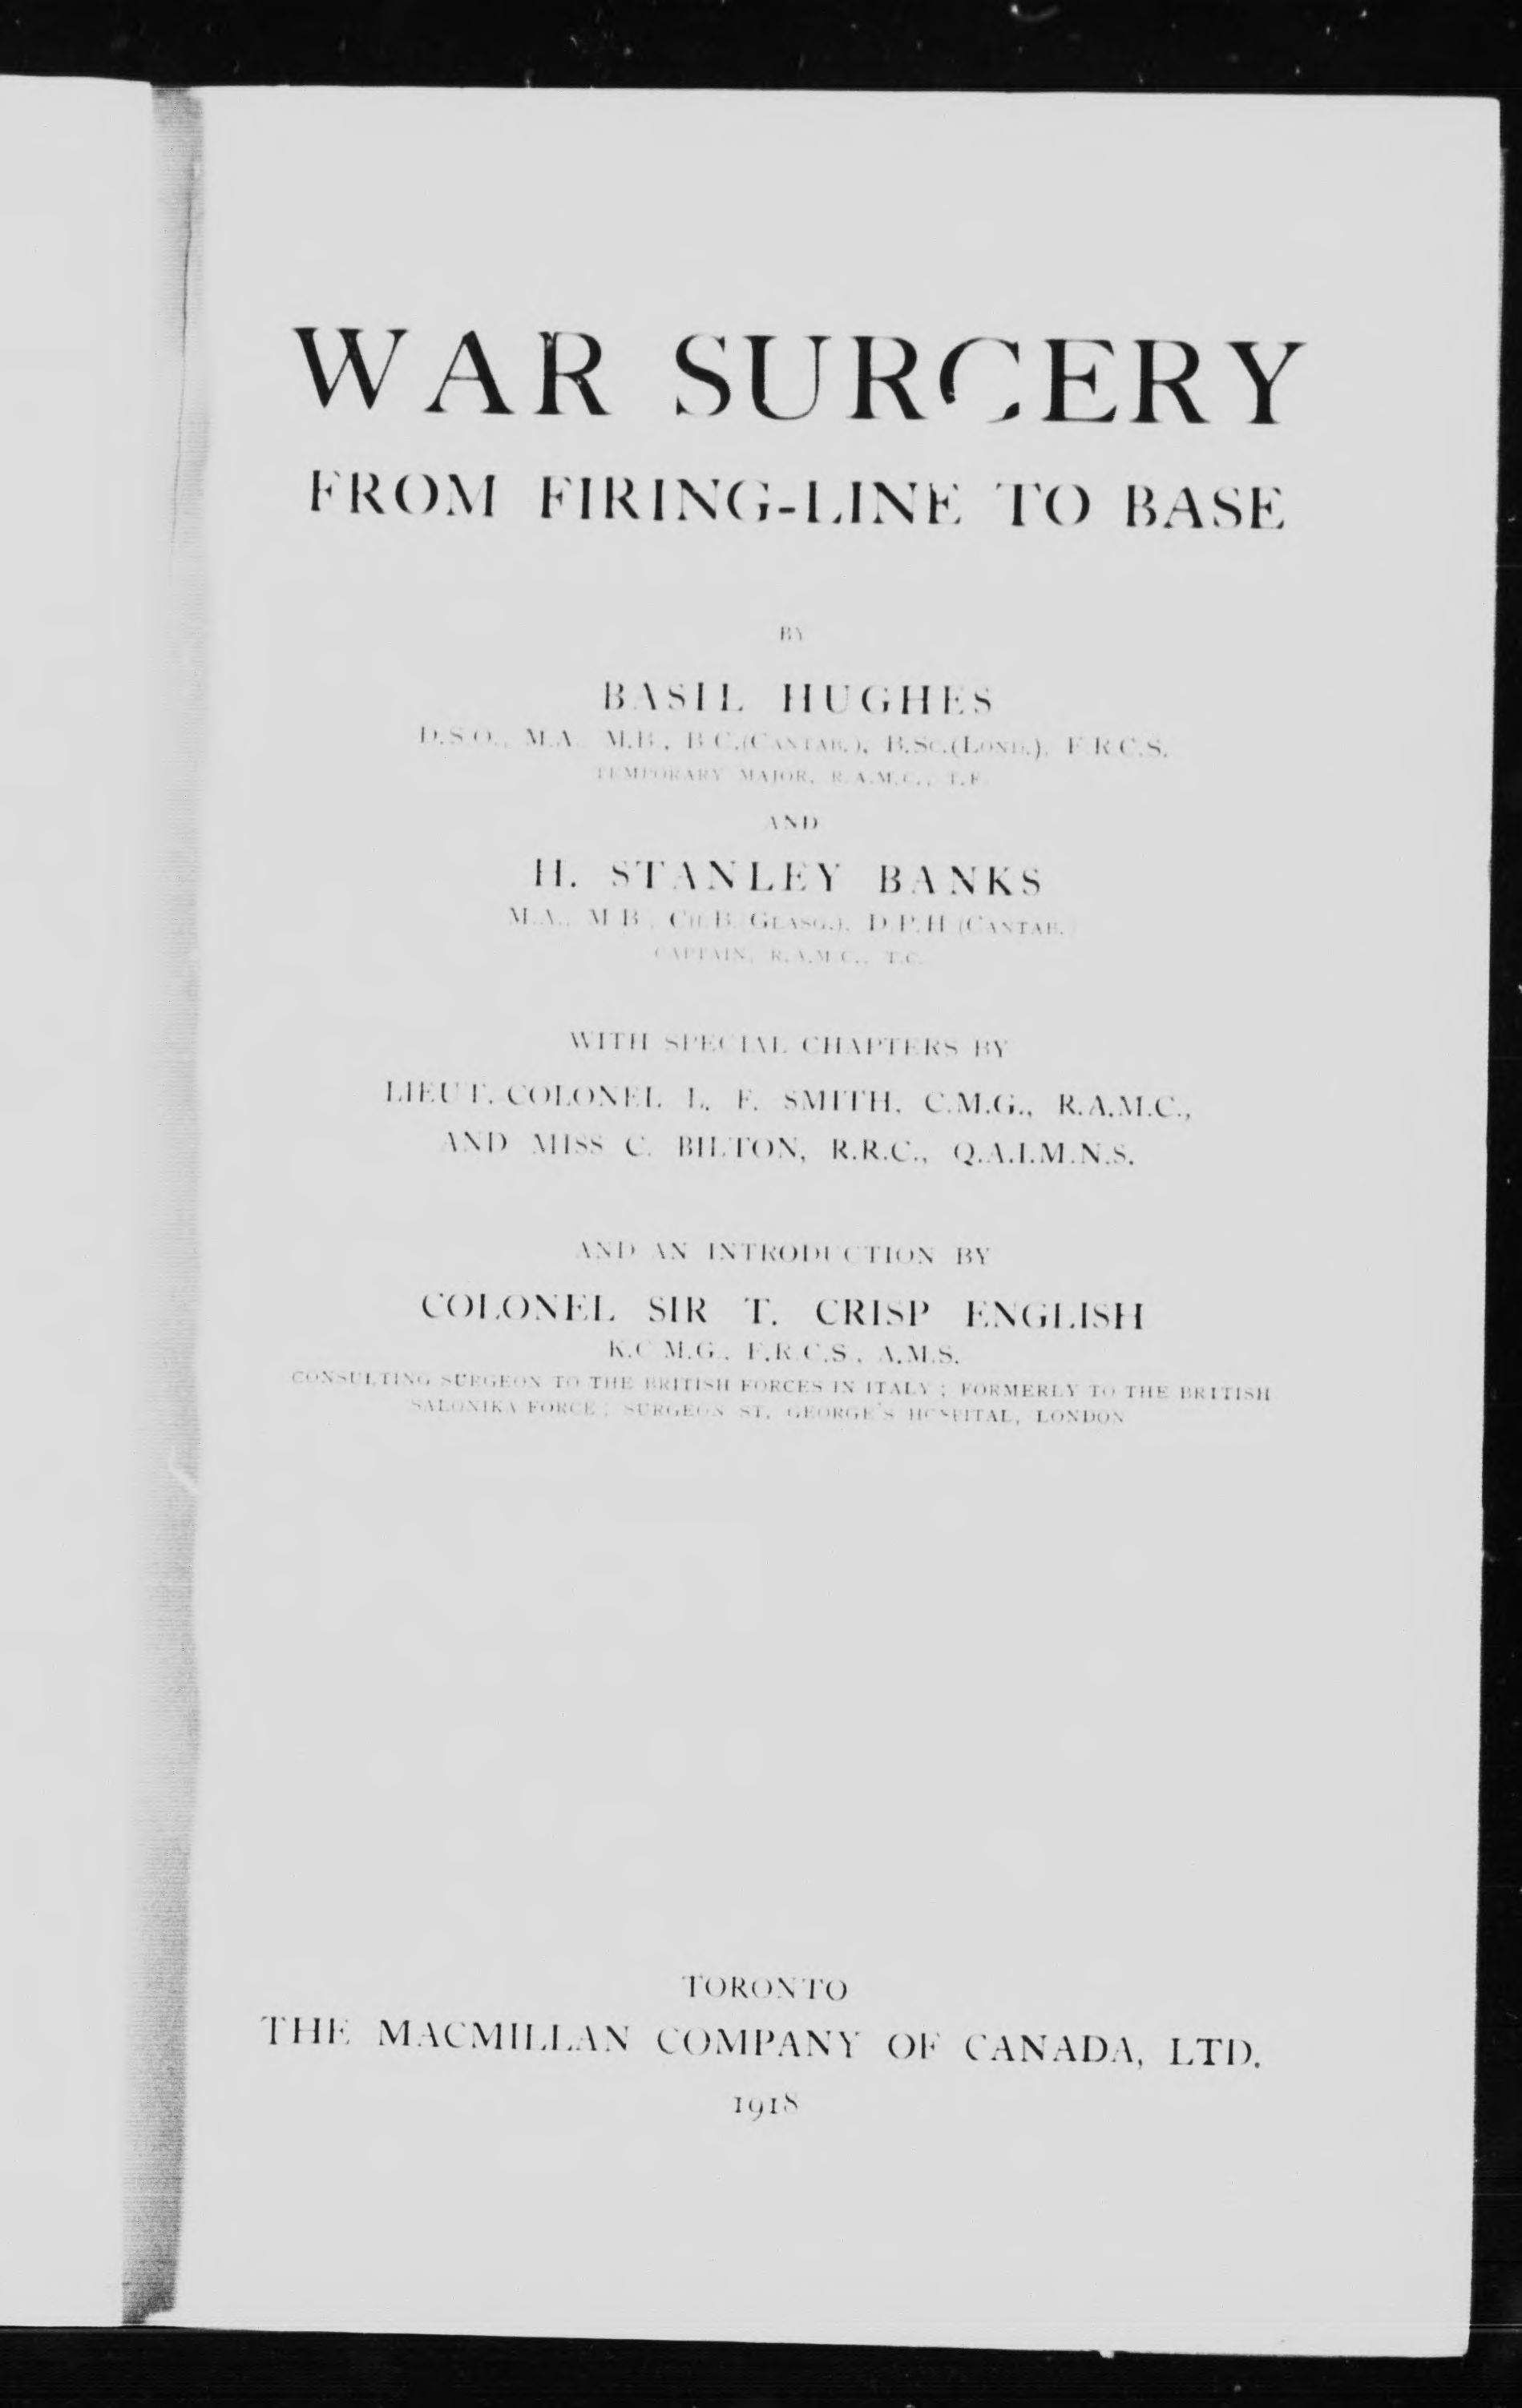 WAR SURGERY
FROM FIRING-LINE TO BASE
BY
BASIL HUGHES
D.S.O., M.A., M.B., B.C.(CANTAB.), B.SC.(LOND.), F.R.C.S.
TEMPORARY MAJOR, R.A.M.C., T.F.
AND
H. STANLEY BANKS
M.A., M.B., CH.B.(GLASG.), D.P.H.(CANTAB.)
CAPTAIN, R.A.M.C., T.C.
WITH SPECIAL CHAPTERS BY
LIEUT.-COLONEL L. F. SMITH, C.M.G., R.A.M.C.,
AND MISS C. BILTON, R.R.C., Q.A.I.M.N.S.
AND AN INTRODUCTION BY
COLONEL SIR T. CRISP ENGLISH
K.C.M.G., F.R.C.S., A.M.S.
CONSULTING SURGEON TO THE BRITISH FORCES IN ITALY; FORMERLY TO THE BRITISH
SALONIKA FORCE; SURGEON ST. GEORGE'S HOSPITAL, LONDON
TORONTO
THE MACMILLAN COMPANY OF CANADA, LTD.
1918